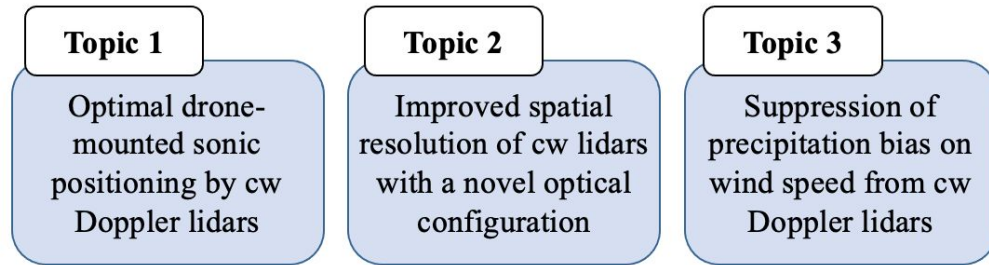 Topic 1
Optimal drone-
mounted sonic
positioning by cw
Doppler lidars
Topic 2
Improved spatial
resolution of cw lidars
with a novel optical
configuration
Topic 3
Suppression of
precipitation bias on
wind speed from cw
Doppler lidars